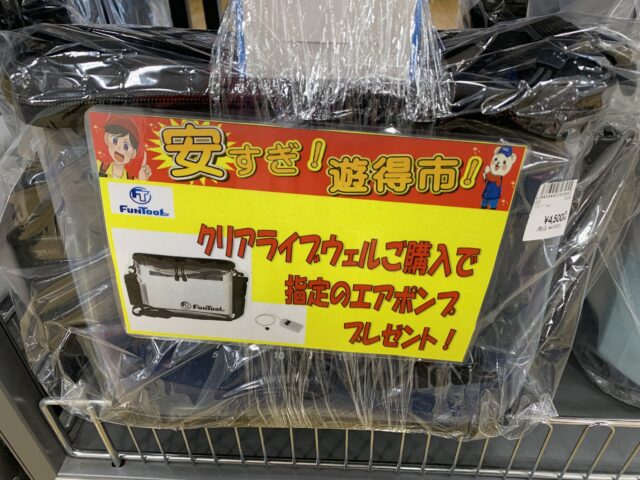 安すぎ！遊得市！
FUNTOOL
クリアライブウェルご購入で
指定のエアポンプ
プレゼント！
FUNTOOL
¥4,500